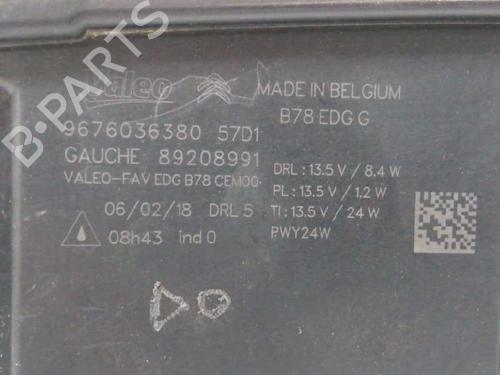 B-PARTS
Valeo
MADE IN BELGIUM
B78 EDG G
9676036380 57D1
GAUCHE 89208991
VALEO-FAV EDG B78 CEM00-
DRL : 13.5 V / 8.4 W
PL : 13.5 V / 1.2 W
TI : 13.5 V / 24 W
PWY24W
06/02/18 DRL 5
08h43 ind 0
DO